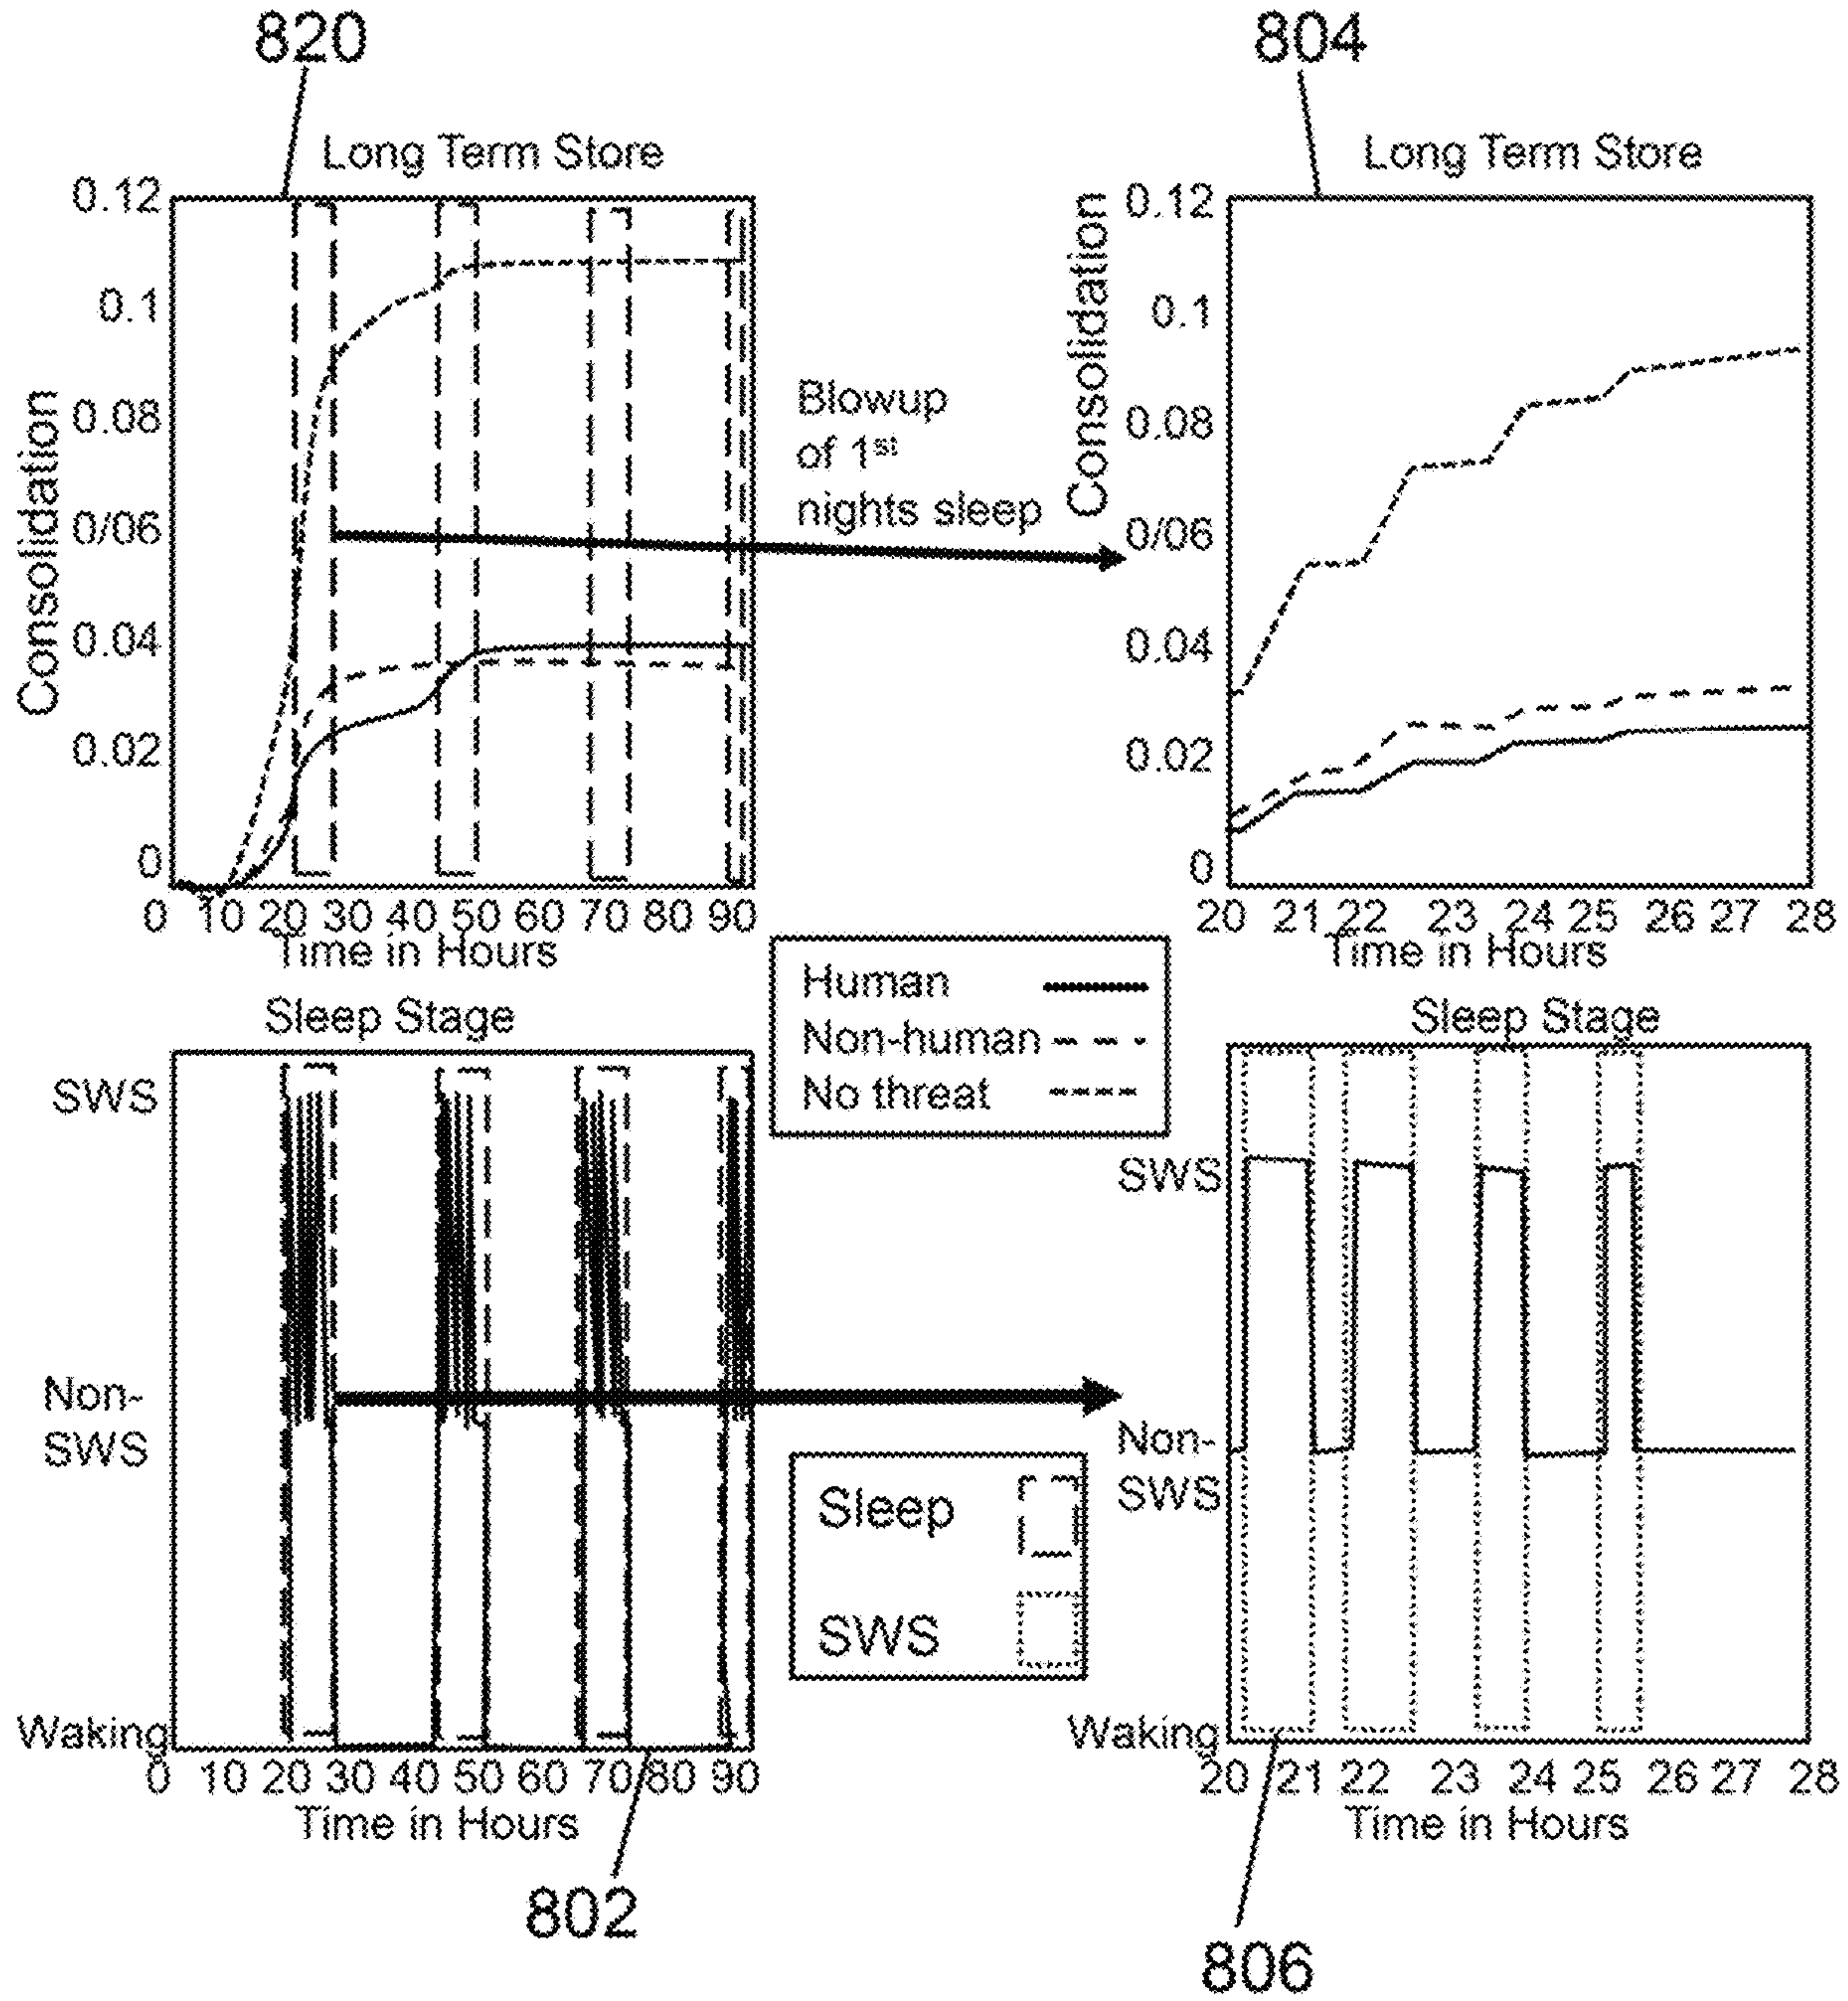 820
804
Long Term Store
Long Term Store
Consolidation
0.12
0.1
0.08
0/06
0.04
0.02
0
0 10 20 30 40 50 60 70 80 90
Time in Hours
Blowup
of 1st
nights sleep
Consolidation
0.12
0.1
0.08
0/06
0.04
0.02
0
20 21 22 23 24 25 26 27 28
Time in Hours
Human
Non-human
No threat
Sleep Stage
SWS
Non-
SWS
Waking
0 10 20 30 40 50 60 70 80 90
Time in Hours
Sleep
SWS
Sleep Stage
SWS
Non-
SWS
Waking
20 21 22 23 24 25 26 27 28
Time in Hours
802
806